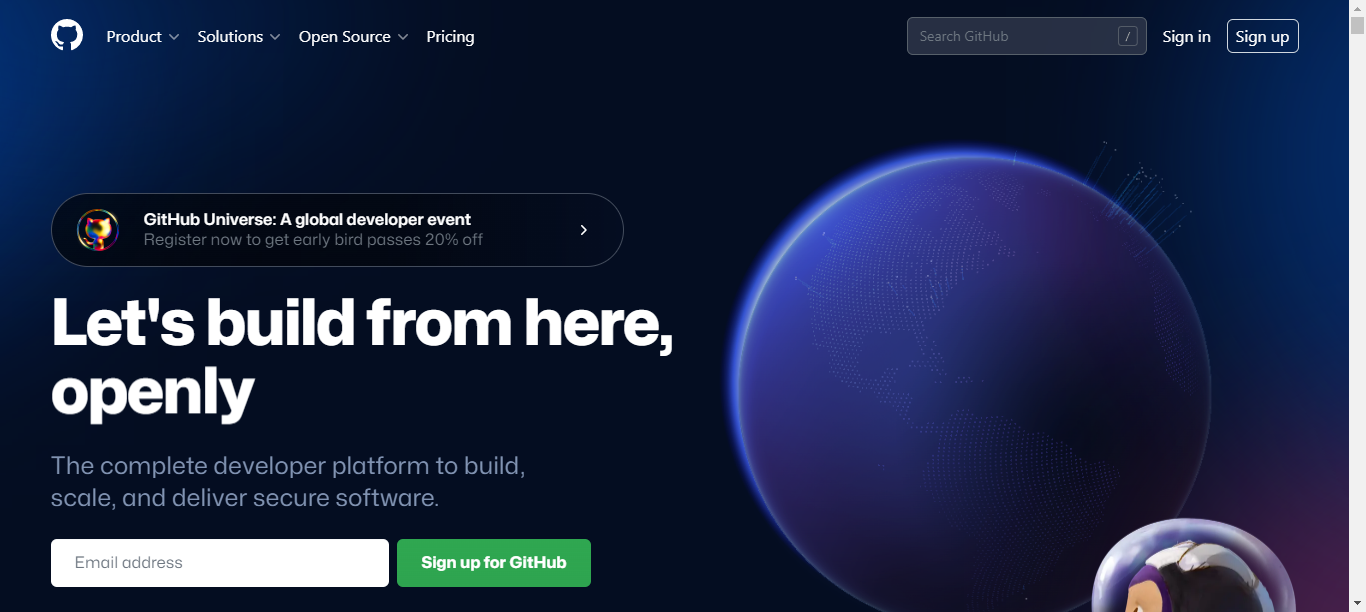 Product
Solutions
Open Source
Pricing
Search GitHub
/
Sign in
Sign up
GitHub Universe: A global developer event
Register now to get early bird passes 20% off
Let's build from here,
openly
The complete developer platform to build,
scale, and deliver secure software.
Email address
Sign up for GitHub